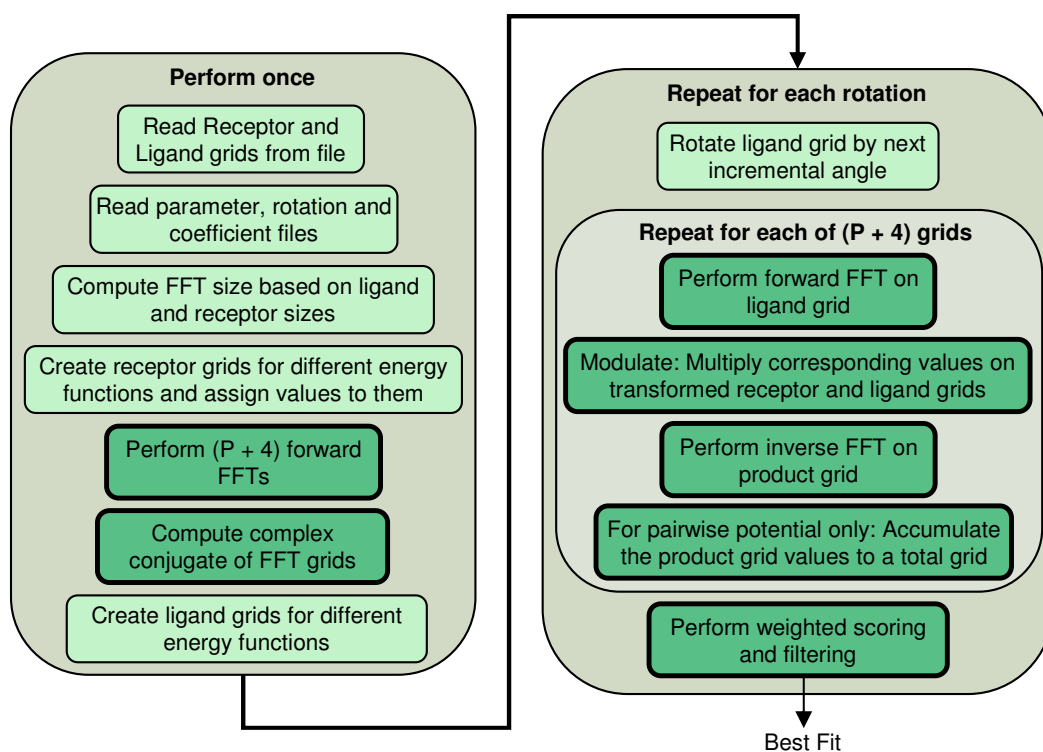 Perform once
Read Receptor and
Ligand grids from file
Read parameter, rotation and
coefficient files
Compute FFT size based on ligand
and receptor sizes
Create receptor grids for different energy
functions and assign values to them
Perform (P + 4) forward
FFTs
Compute complex
conjugate of FFT grids
Create ligand grids for different
energy functions
Repeat for each rotation
Rotate ligand grid by next
incremental angle
Repeat for each of (P + 4) grids
Perform forward FFT on
ligand grid
Modulate: Multiply corresponding values on
transformed receptor and ligand grids
Perform inverse FFT on
product grid
For pairwise potential only: Accumulate
the product grid values to a total grid
Perform weighted scoring
and filtering
Best Fit